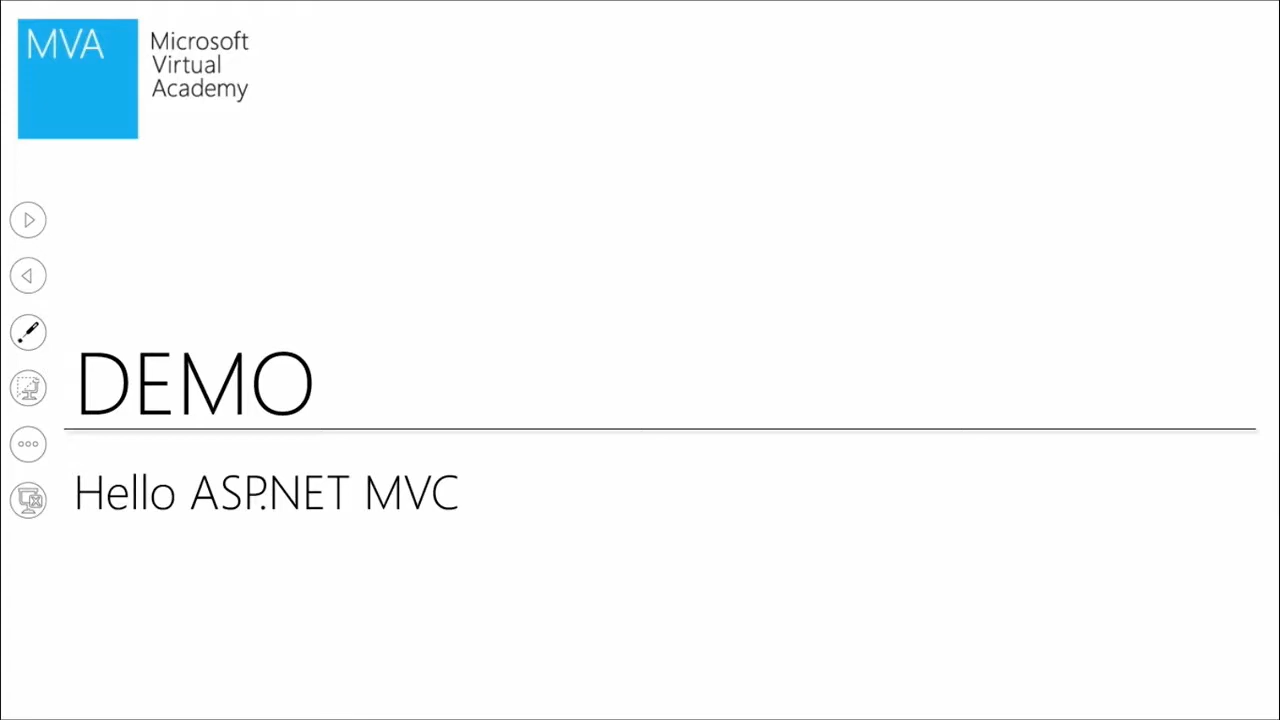 MVA
Microsoft
Virtual
Academy
DEMO
Hello ASP.NET MVC